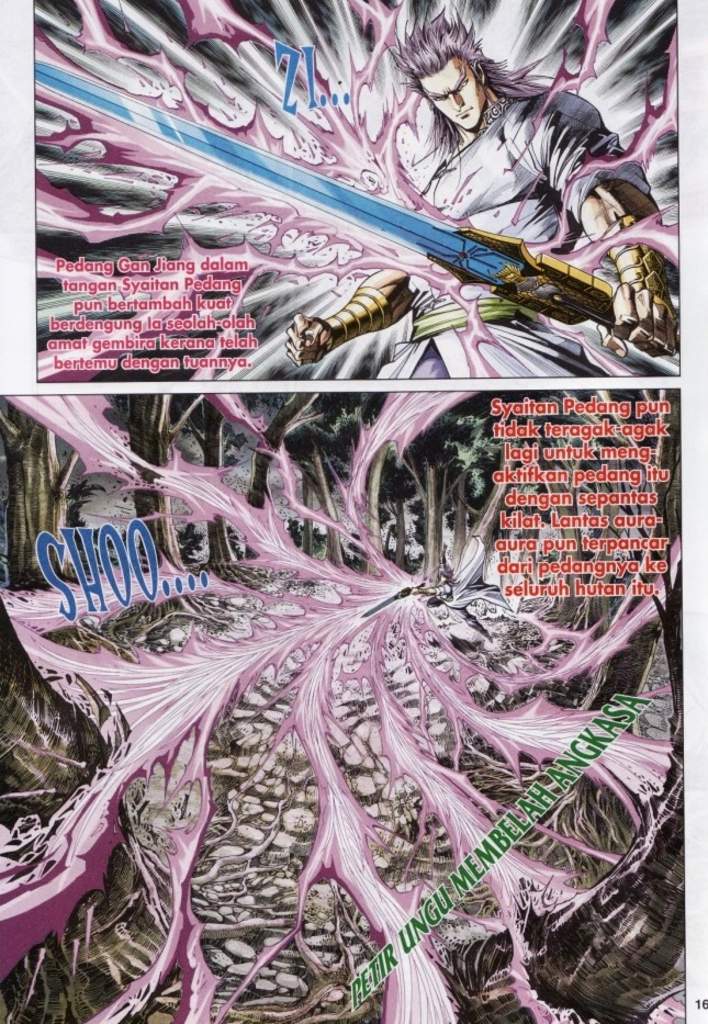 ZI...
Pedang Gan Jiang dalam
tangan Syaitan Pedang
pun bertambah kuat
berdengung Ia seolah-olah
amat gembira kerana telah
bertemu dengan tuannya.
Syaitan Pedang pun
tidak teragak-agak
lagi untuk meng-
aktifkan pedang itu
dengan sepantas
kilat. Lantas aura-
aura pun terpancar
dari pedangnya ke
seluruh hutan itu.
SHOO....
PETIR UNGU MEMBELAH ANGKASA
16